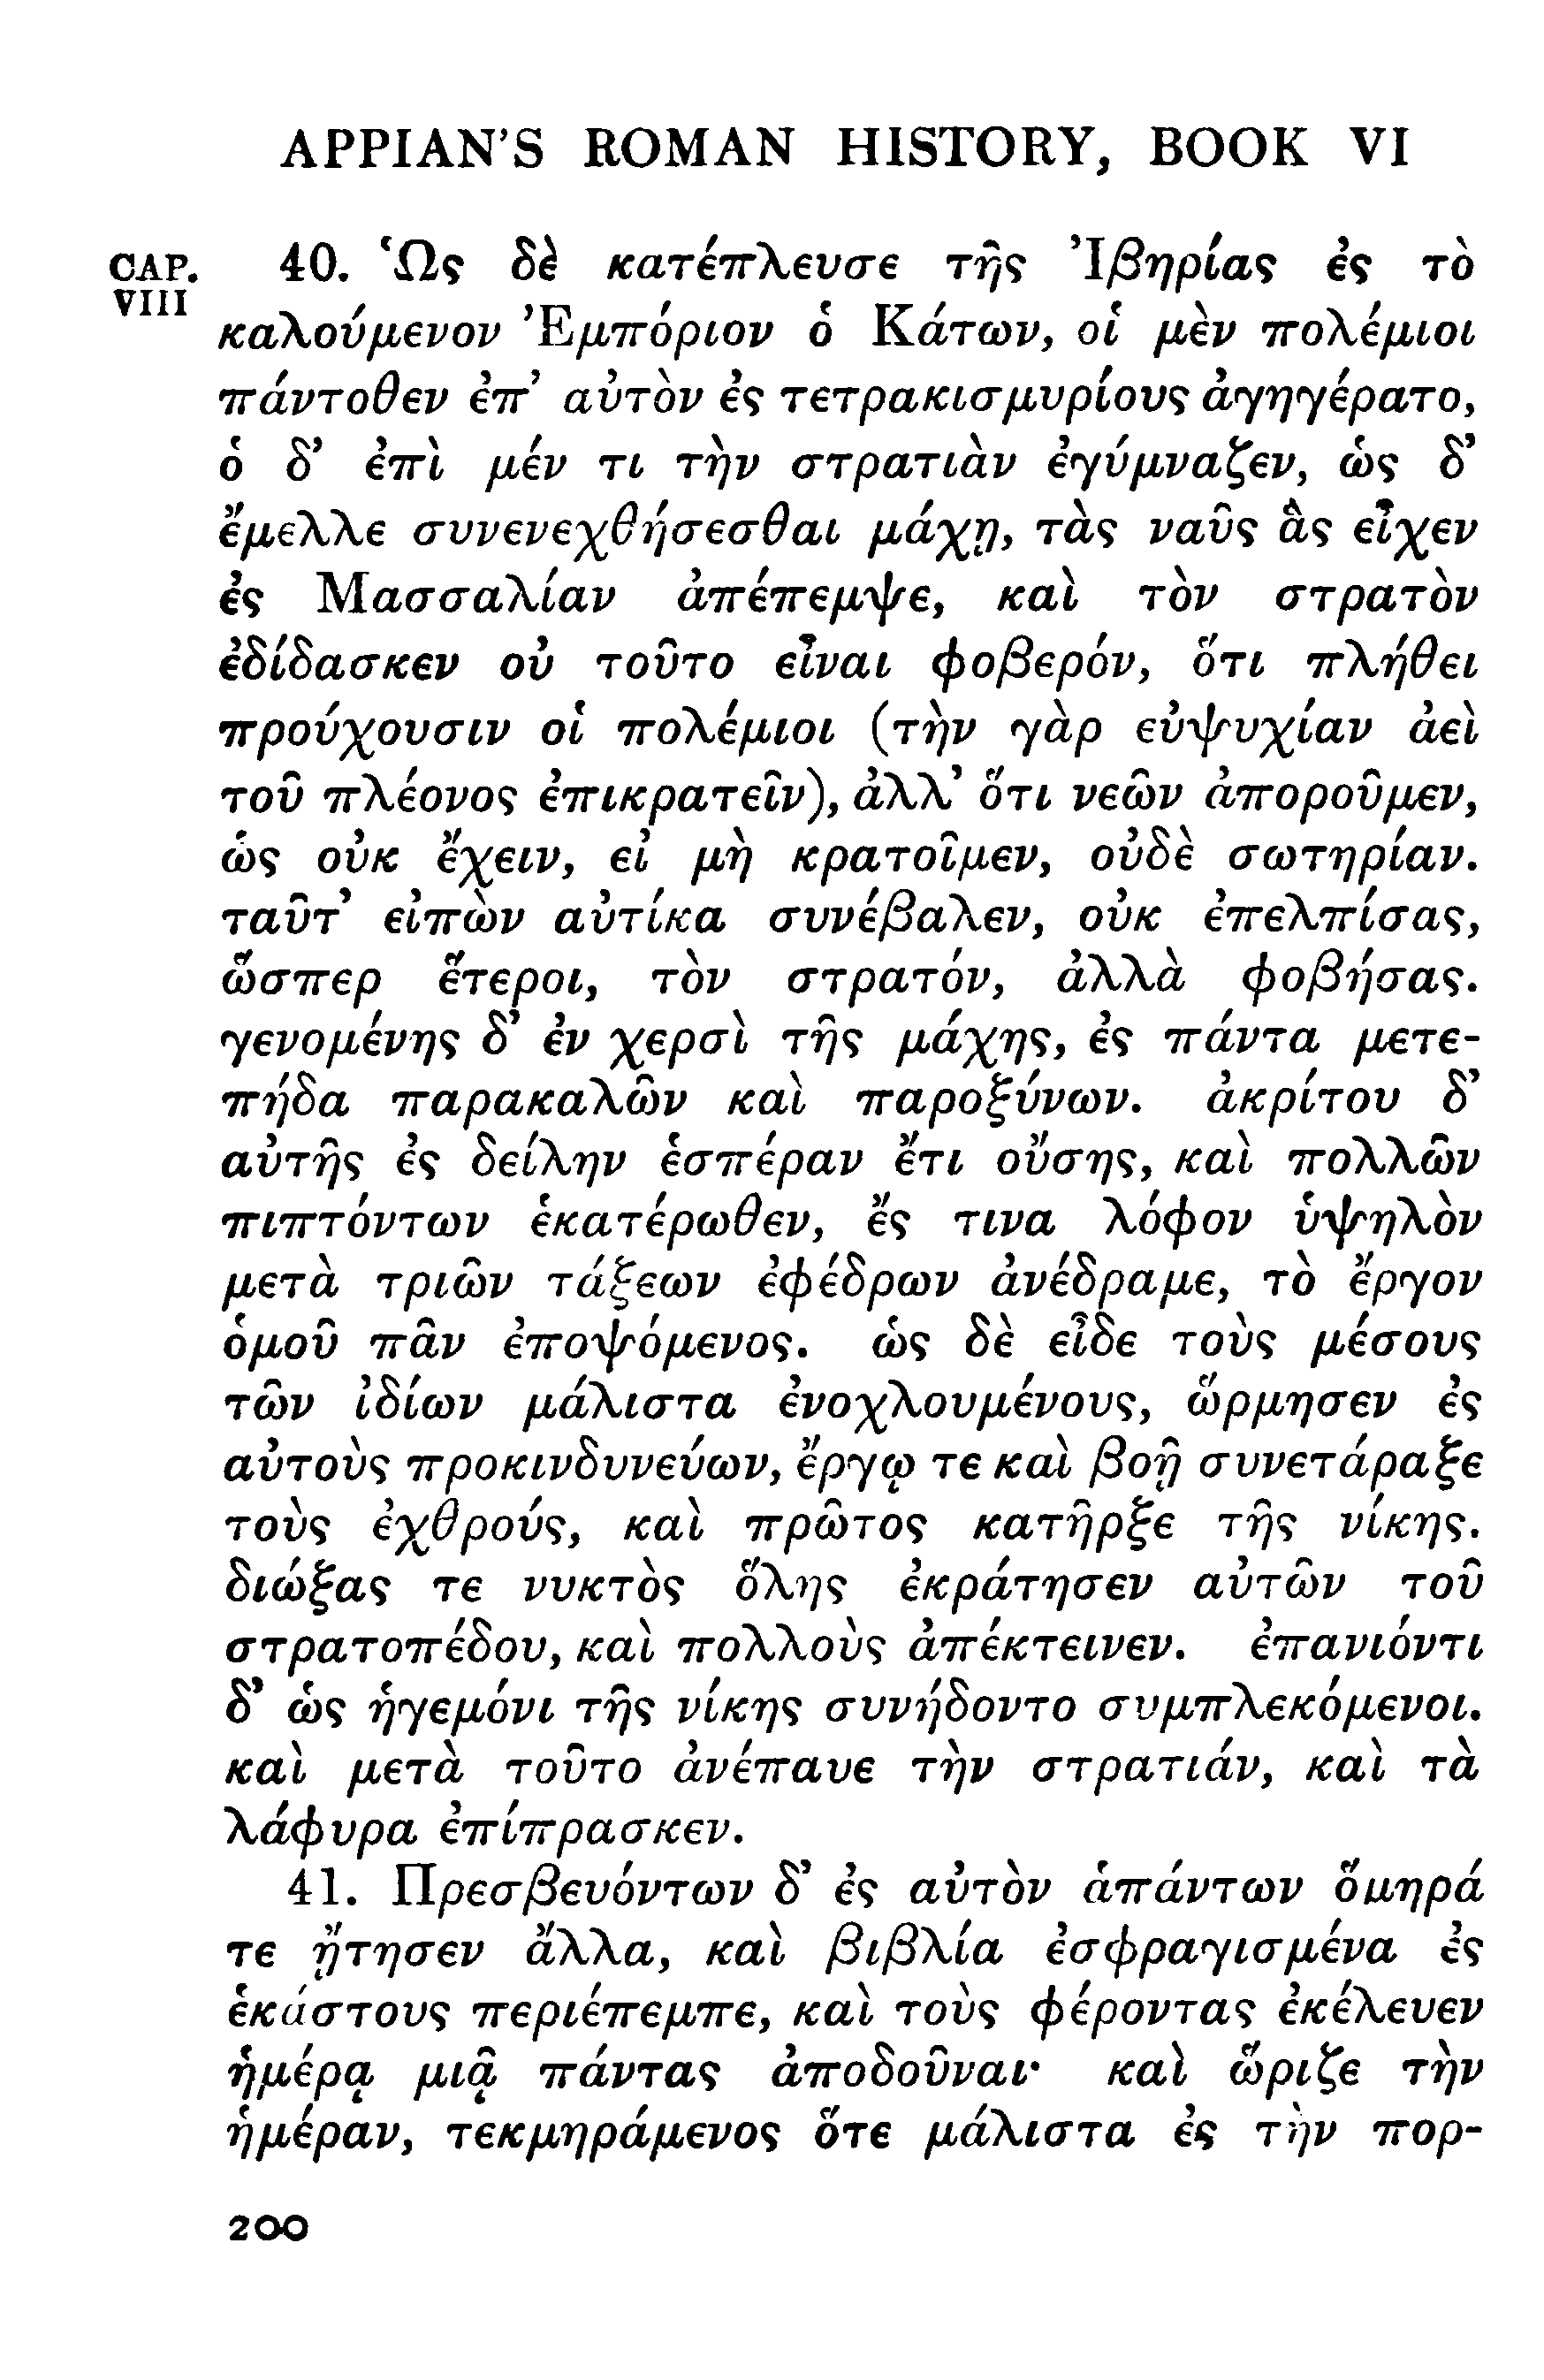 APPIAN'S ROMAN HISTORY, BOOK VI
CAP. VIII
40. Ὡς δὲ κατέπλευσε τῆς Ἰβηρίας ἐς τὸ
καλούμενον Ἐμπόριον ὁ Κάτων, οἱ μὲν πολέμιοι
πάντοθεν ἐπ' αὐτὸν ἐς τετρακισμυρίους ἀγηγέρατο,
ὁ δ' ἐπὶ μέν τι τὴν στρατιὰν ἐγύμναζεν, ὡς δ'
ἔμελλε συνενεχθήσεσθαι μάχῃ, τὰς ναῦς ἃς εἶχεν
ἐς Μασσαλίαν ἀπέπεμψε, καὶ τὸν στρατὸν
ἐδίδασκεν οὐ τοῦτο εἶναι φοβερόν, ὅτι πλήθει
προύχουσιν οἱ πολέμιοι (τὴν γὰρ εὐψυχίαν ἀεὶ
τοῦ πλέονος ἐπικρατεῖν), ἀλλ' ὅτι νεῶν ἀποροῦμεν,
ὡς οὐκ ἔχειν, εἰ μὴ κρατοῖμεν, οὐδὲ σωτηρίαν.
ταῦτ' εἰπὼν αὐτίκα συνέβαλεν, οὐκ ἐπελπίσας,
ὥσπερ ἕτεροι, τὸν στρατόν, ἀλλὰ φοβήσας.
γενομένης δ' ἐν χερσὶ τῆς μάχης, ἐς πάντα μετε-
πήδα παρακαλῶν καὶ παροξύνων. ἀκρίτου δ'
αὐτῆς ἐς δείλην ἑσπέραν ἔτι οὔσης, καὶ πολλῶν
πιπτόντων ἑκατέρωθεν, ἔς τινα λόφον ὑψηλὸν
μετὰ τριῶν τάξεων ἐφέδρων ἀνέδραμε, τὸ ἔργον
ὁμοῦ πᾶν ἐποψόμενος. ὡς δὲ εἶδε τοὺς μέσους
τῶν ἰδίων μάλιστα ἐνοχλουμένους, ὥρμησεν ἐς
αὐτοὺς προκινδυνεύων, ἔργῳ τε καὶ βοῇ συνετάραξε
τοὺς ἐχθρούς, καὶ πρῶτος κατῆρξε τῆς νίκης.
διώξας τε νυκτὸς ὅλης ἐκράτησεν αὐτῶν τοῦ
στρατοπέδου, καὶ πολλοὺς ἀπέκτεινεν. ἐπανιόντι
δ' ὡς ἡγεμόνι τῆς νίκης συνήδοντο συμπλεκόμενοι.
καὶ μετὰ τοῦτο ἀνέπαυε τὴν στρατιάν, καὶ τὰ
λάφυρα ἐπίπρασκεν.
41. Πρεσβευόντων δ' ἐς αὐτὸν ἁπάντων ὅμηρά
τε ᾔτησεν ἄλλα, καὶ βιβλία ἐσφραγισμένα ἐς
ἑκάστους περιέπεμπε, καὶ τοὺς φέροντας ἐκέλευεν
ἡμέρᾳ μιᾷ πάντας ἀποδοῦναι· καὶ ὥριζε τὴν
ἡμέραν, τεκμηράμενος ὅτε μάλιστα ἐς τὴν πορ-
200